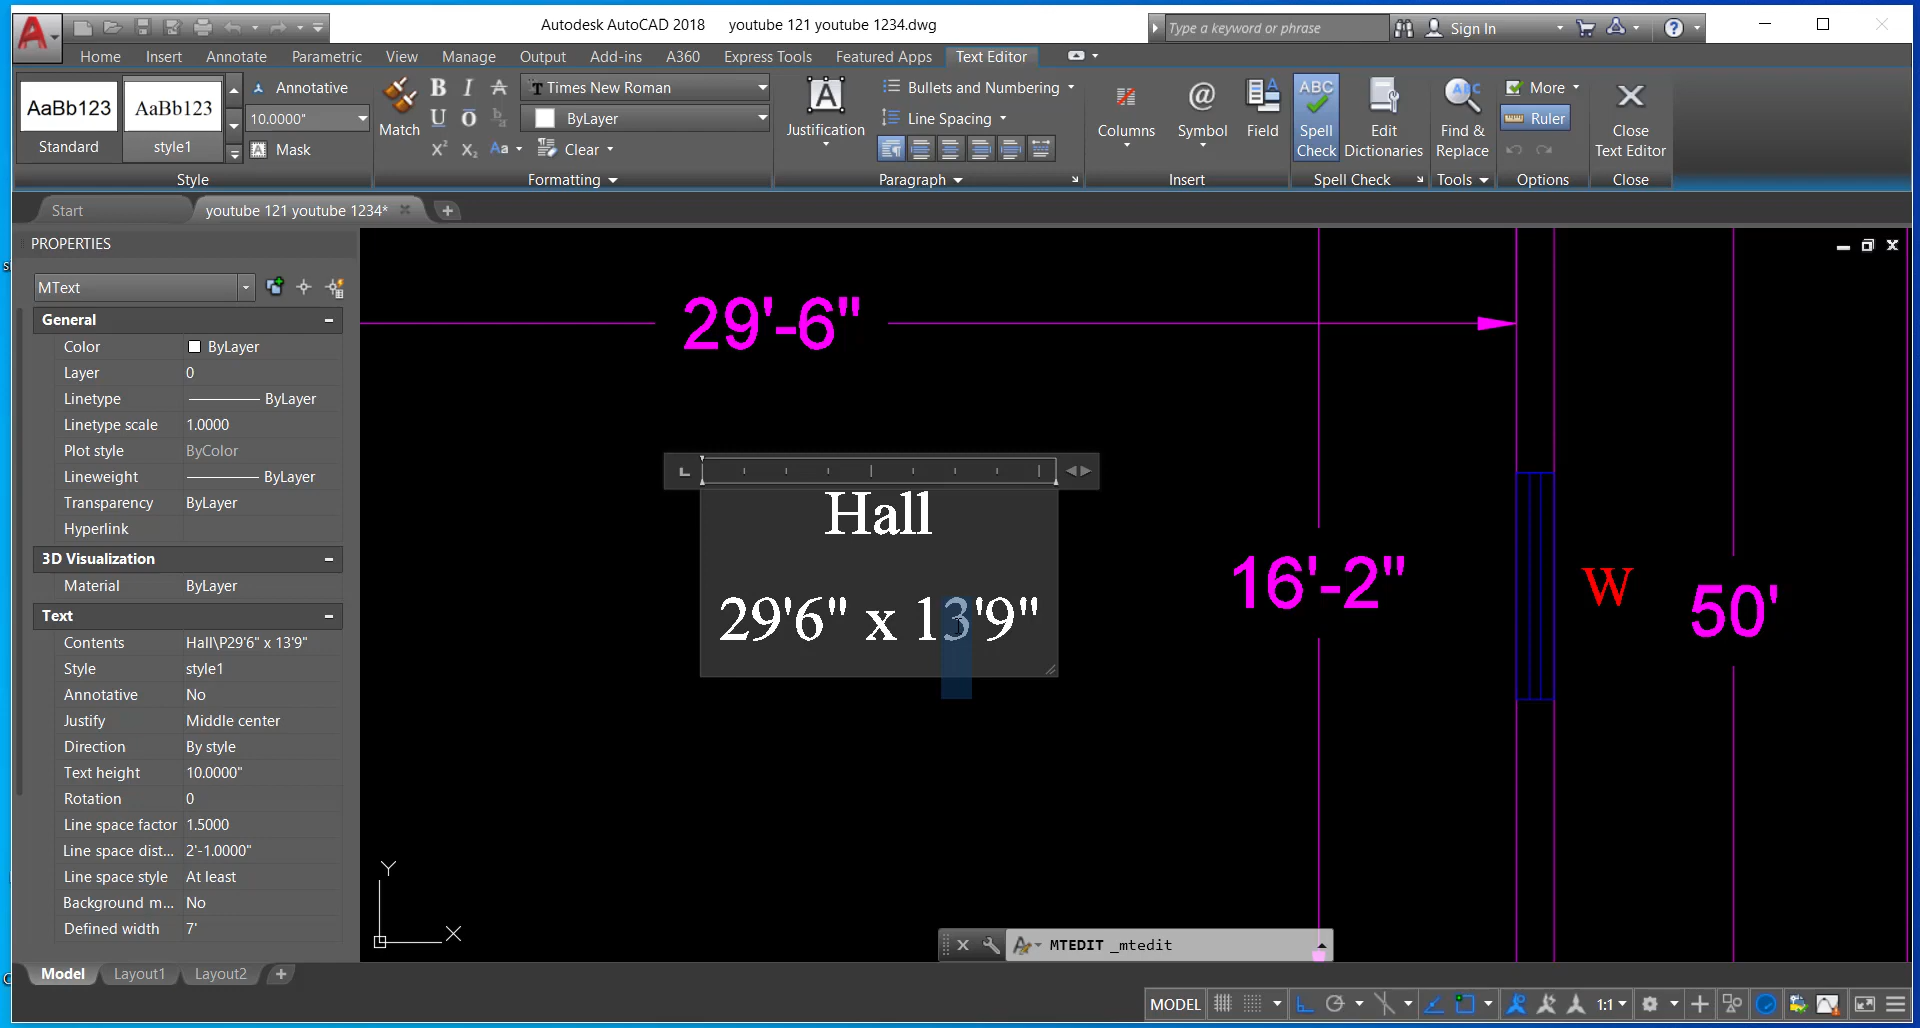 Autodesk AutoCAD 2018 youtube 121 youtube 1234.dwg
Type a keyword or phrase
Sign In
Home Insert Annotate Parametric View Manage Output Add-ins A360 Express Tools Featured Apps Text Editor
AaBb123 AaBb123
Standard style1
Annotative
10.0000"
Mask
Style
Match
Times New Roman
ByLayer
Clear
Formatting
Justification
Bullets and Numbering
Line Spacing
Paragraph
Columns
Symbol
Field
Insert
ABC
Spell Check
Edit Dictionaries
Spell Check
ABC
Find & Replace
Tools
More
Ruler
Options
Close Text Editor
Close
Start
youtube 121 youtube 1234*
PROPERTIES
MText
General
Color ByLayer
Layer 0
Linetype ByLayer
Linetype scale 1.0000
Plot style ByColor
Lineweight ByLayer
Transparency ByLayer
Hyperlink
3D Visualization
Material ByLayer
Text
Contents Hall\P29'6" x 13'9"
Style style1
Annotative No
Justify Middle center
Direction By style
Text height 10.0000"
Rotation 0
Line space factor 1.5000
Line space dist... 2'-1.0000"
Line space style At least
Background m... No
Defined width 7'
29'-6"
Hall
29'6" x 13'9"
16'-2"
W
50'
Y
X
MTEDIT _mtedit
Model Layout1 Layout2
MODEL
1:1